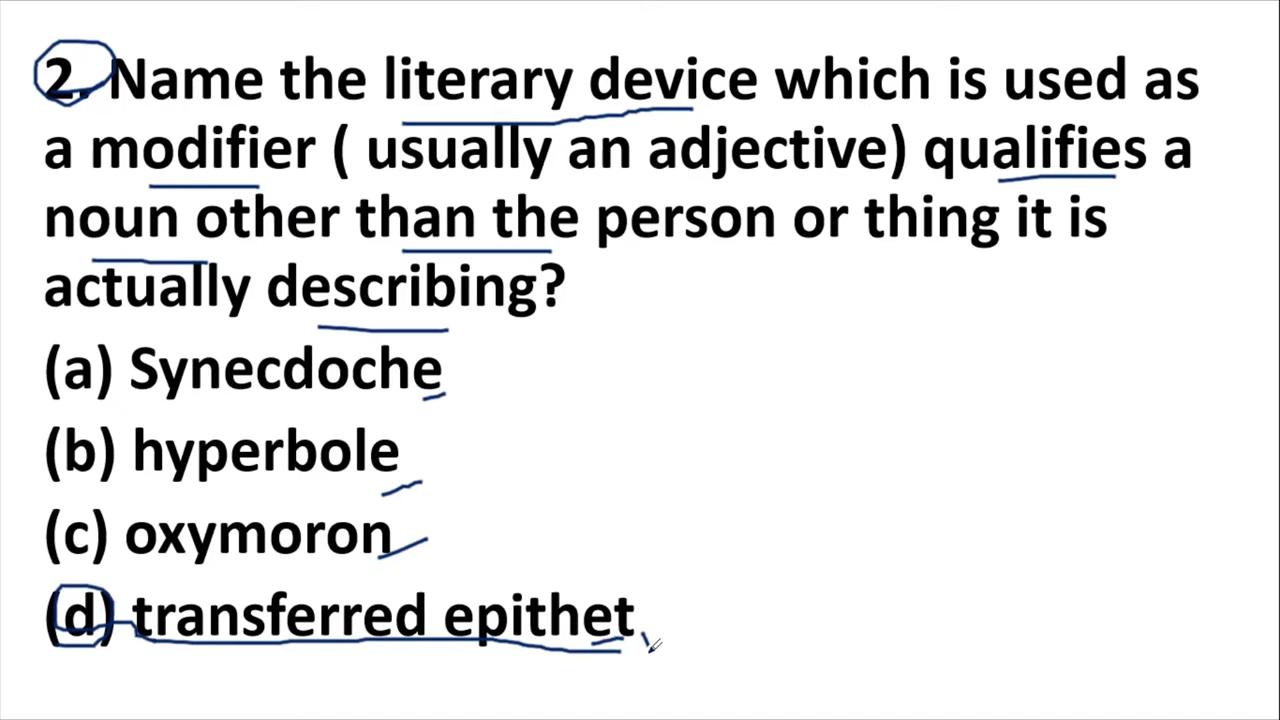 2. Name the literary device which is used as
a modifier ( usually an adjective) qualifies a
noun other than the person or thing it is
actually describing?
(a) Synecdoche
(b) hyperbole
(c) oxymoron
(d) transferred epithet